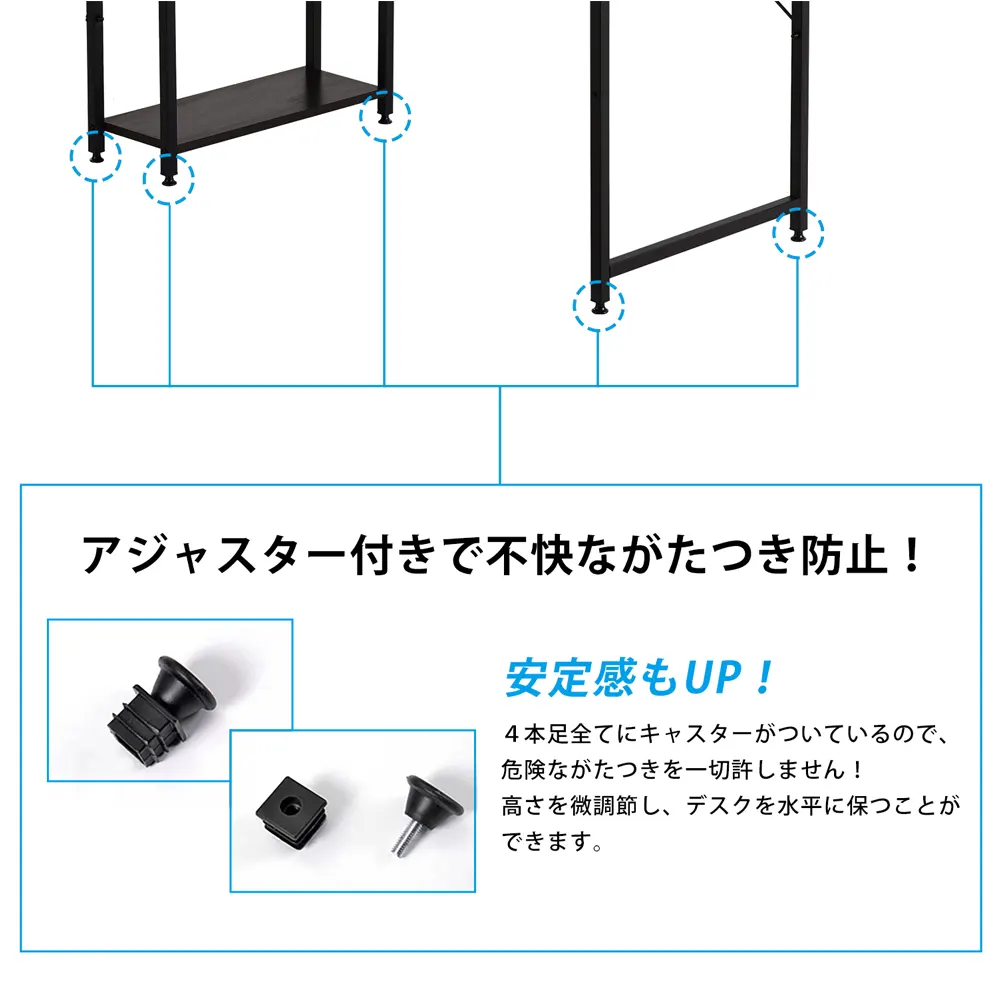 アジャスター付きで不快ながたつき防止！
安定感もUP！
４本足全てにキャスターがついているので、
危険ながたつきを一切許しません！
高さを微調節し、デスクを水平に保つことが
できます。